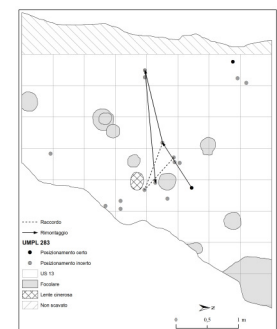 Raccordo
Rimontaggio
UMPL 283
Posizionamento certo
Posizionamento incerto
US 13
Focolare
Lente cinerosa
Non scavato
z
0 0,5 1 m